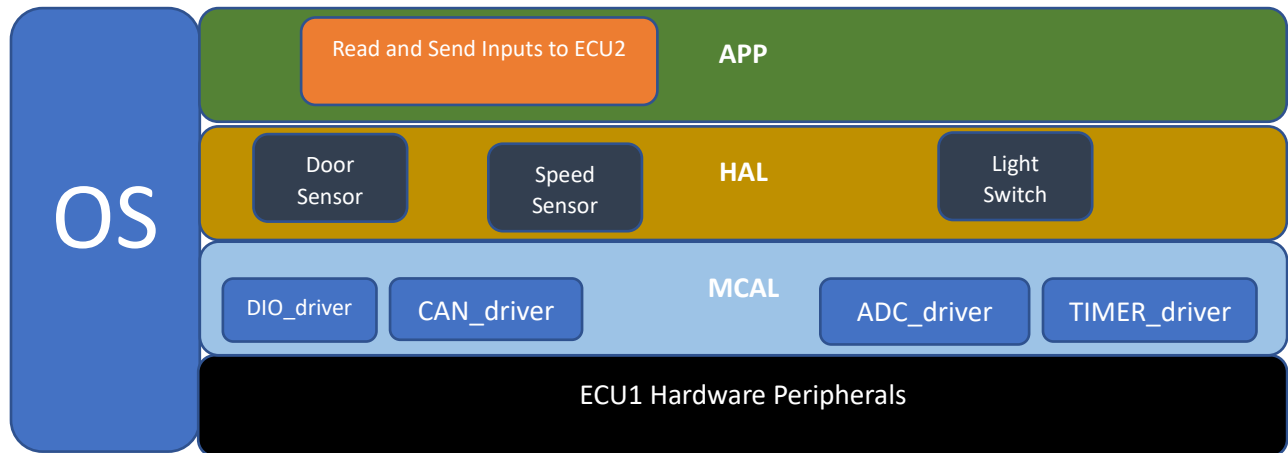 OS
Read and Send Inputs to ECU2
APP
Door
Sensor
Speed
Sensor
HAL
Light
Switch
DIO_driver
CAN_driver
MCAL
ADC_driver
TIMER_driver
ECU1 Hardware Peripherals